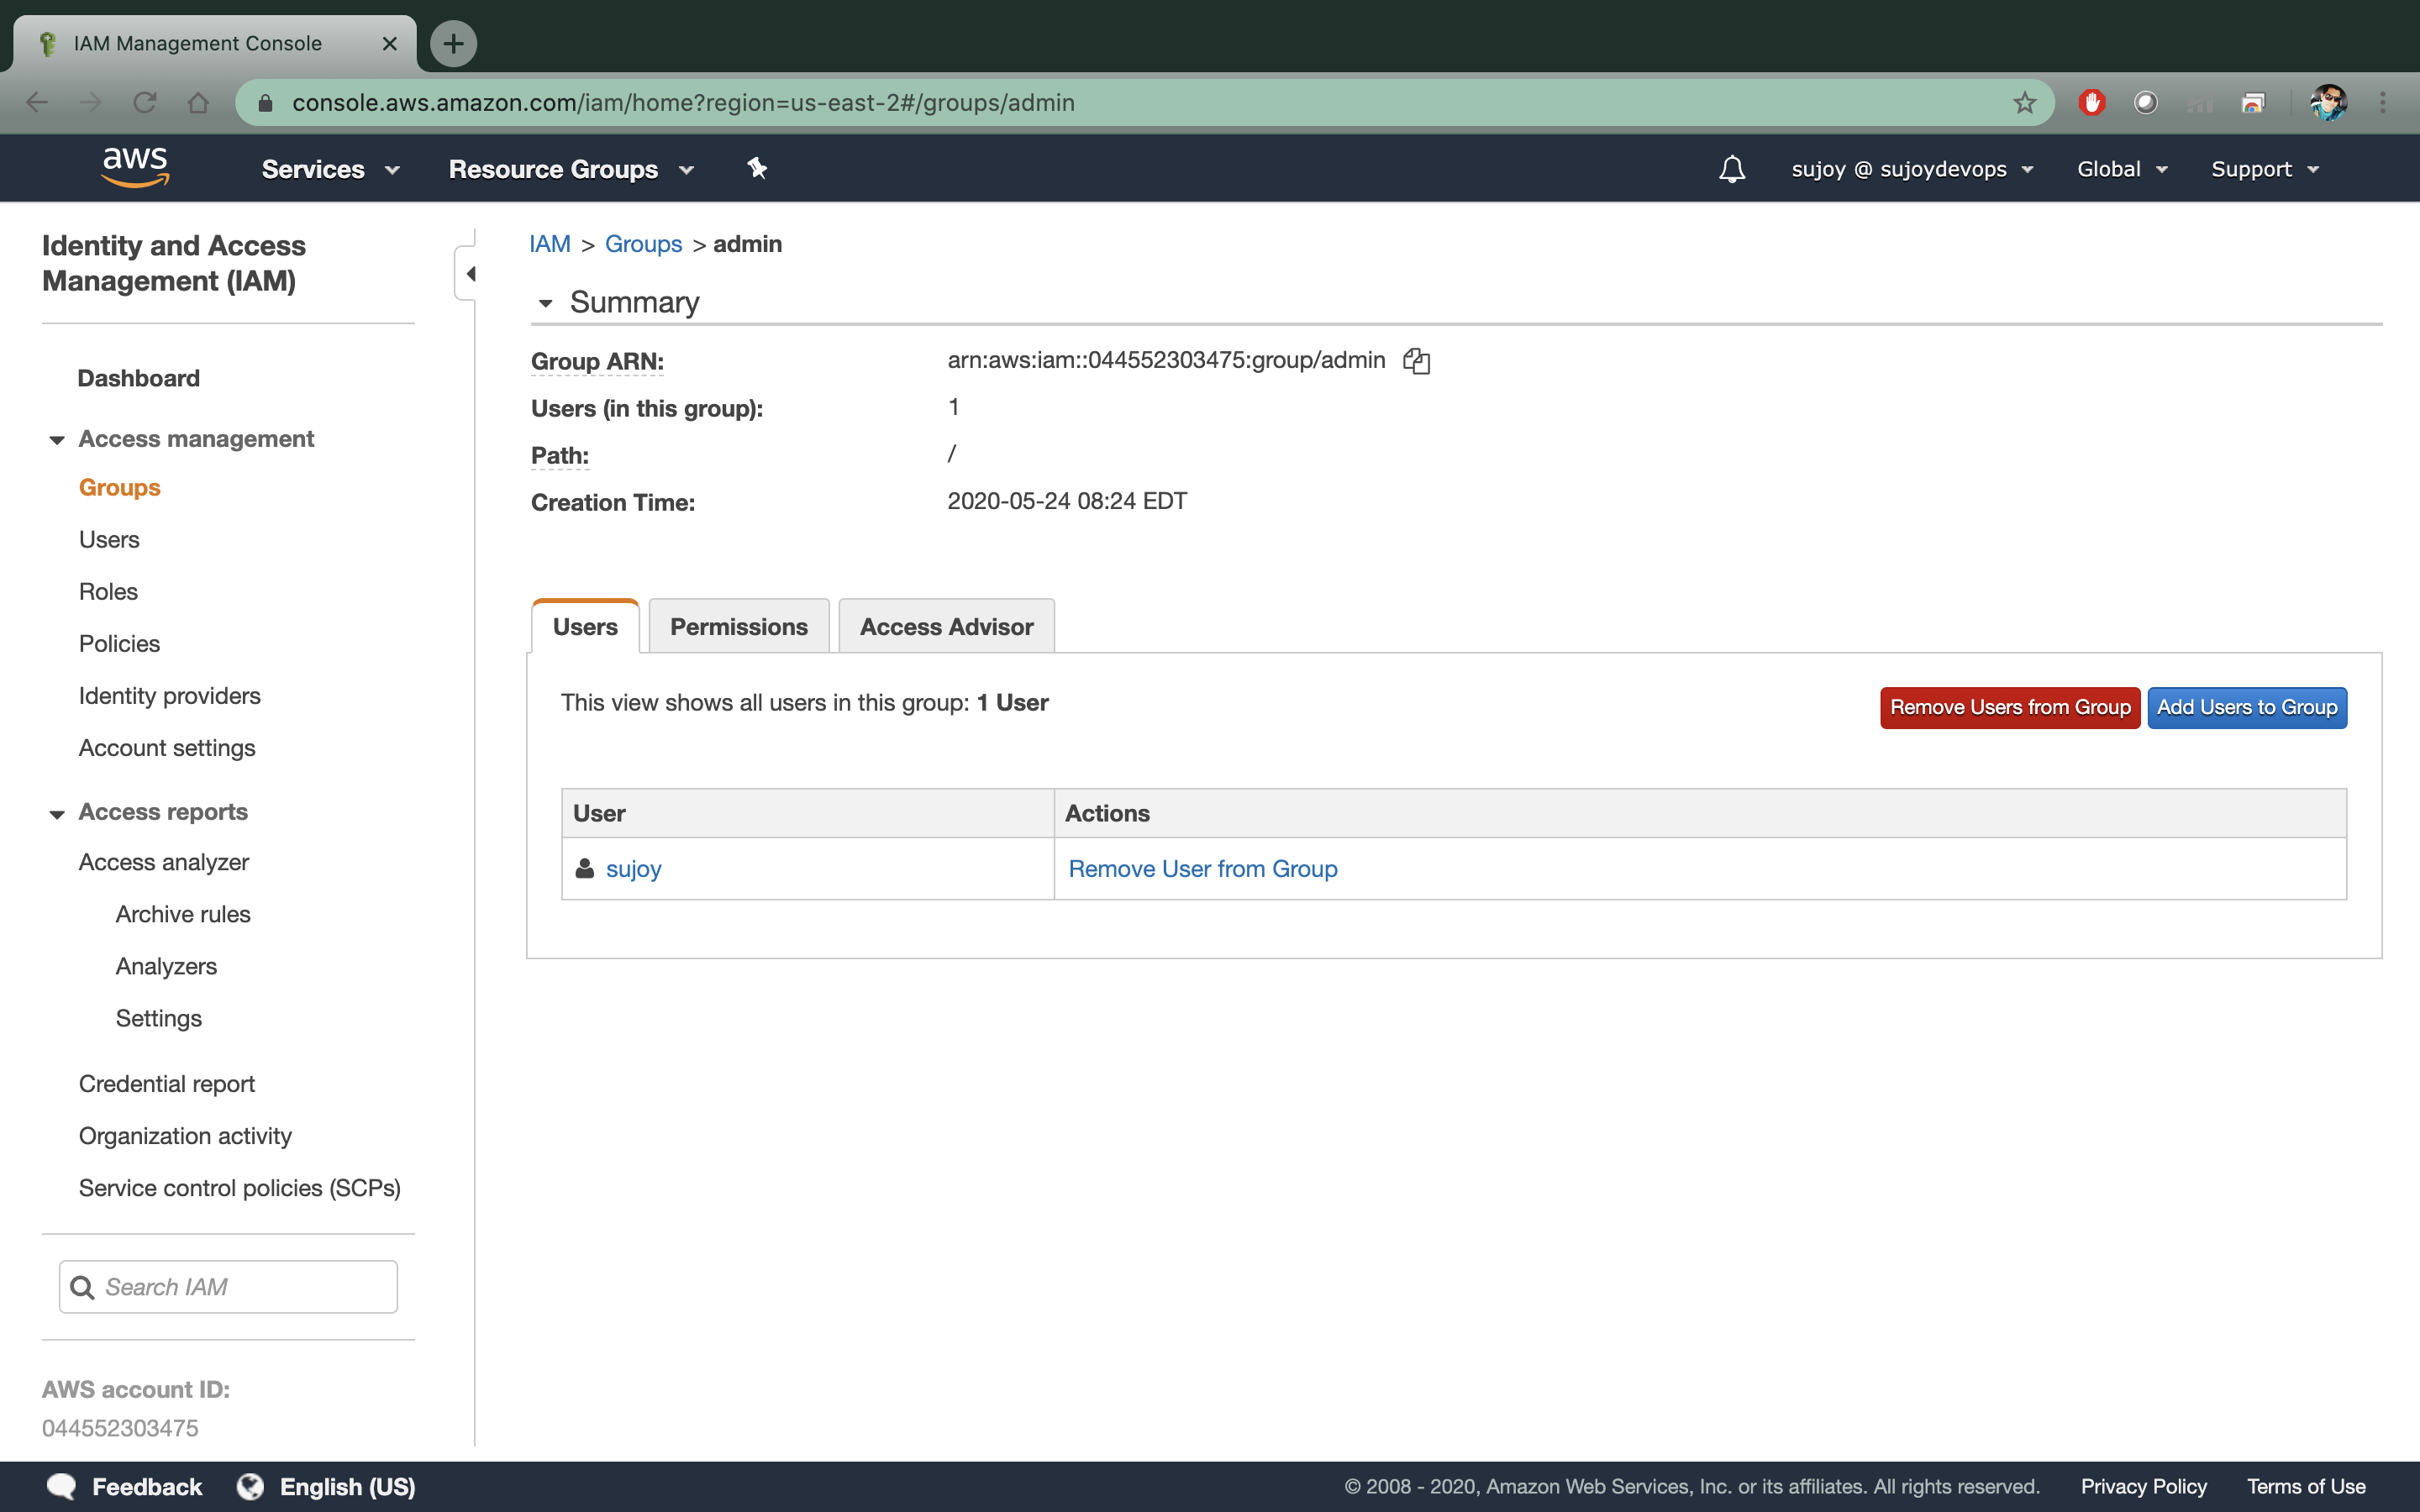 IAM Management Console
console.aws.amazon.com/iam/home?region=us-east-2#/groups/admin
aws Services Resource Groups sujoy @ sujoydevops Global Support
Identity and Access
Management (IAM)
Dashboard
Access management
Groups
Users
Roles
Policies
Identity providers
Account settings
Access reports
Access analyzer
Archive rules
Analyzers
Settings
Credential report
Organization activity
Service control policies (SCPs)
Search IAM
AWS account ID:
044552303475
IAM > Groups > admin
Summary
Group ARN: arn:aws:iam::044552303475:group/admin
Users (in this group): 1
Path: /
Creation Time: 2020-05-24 08:24 EDT
Users Permissions Access Advisor
This view shows all users in this group: 1 User Remove Users from Group Add Users to Group
User Actions
sujoy Remove User from Group
Feedback English (US) © 2008 - 2020, Amazon Web Services, Inc. or its affiliates. All rights reserved. Privacy Policy Terms of Use